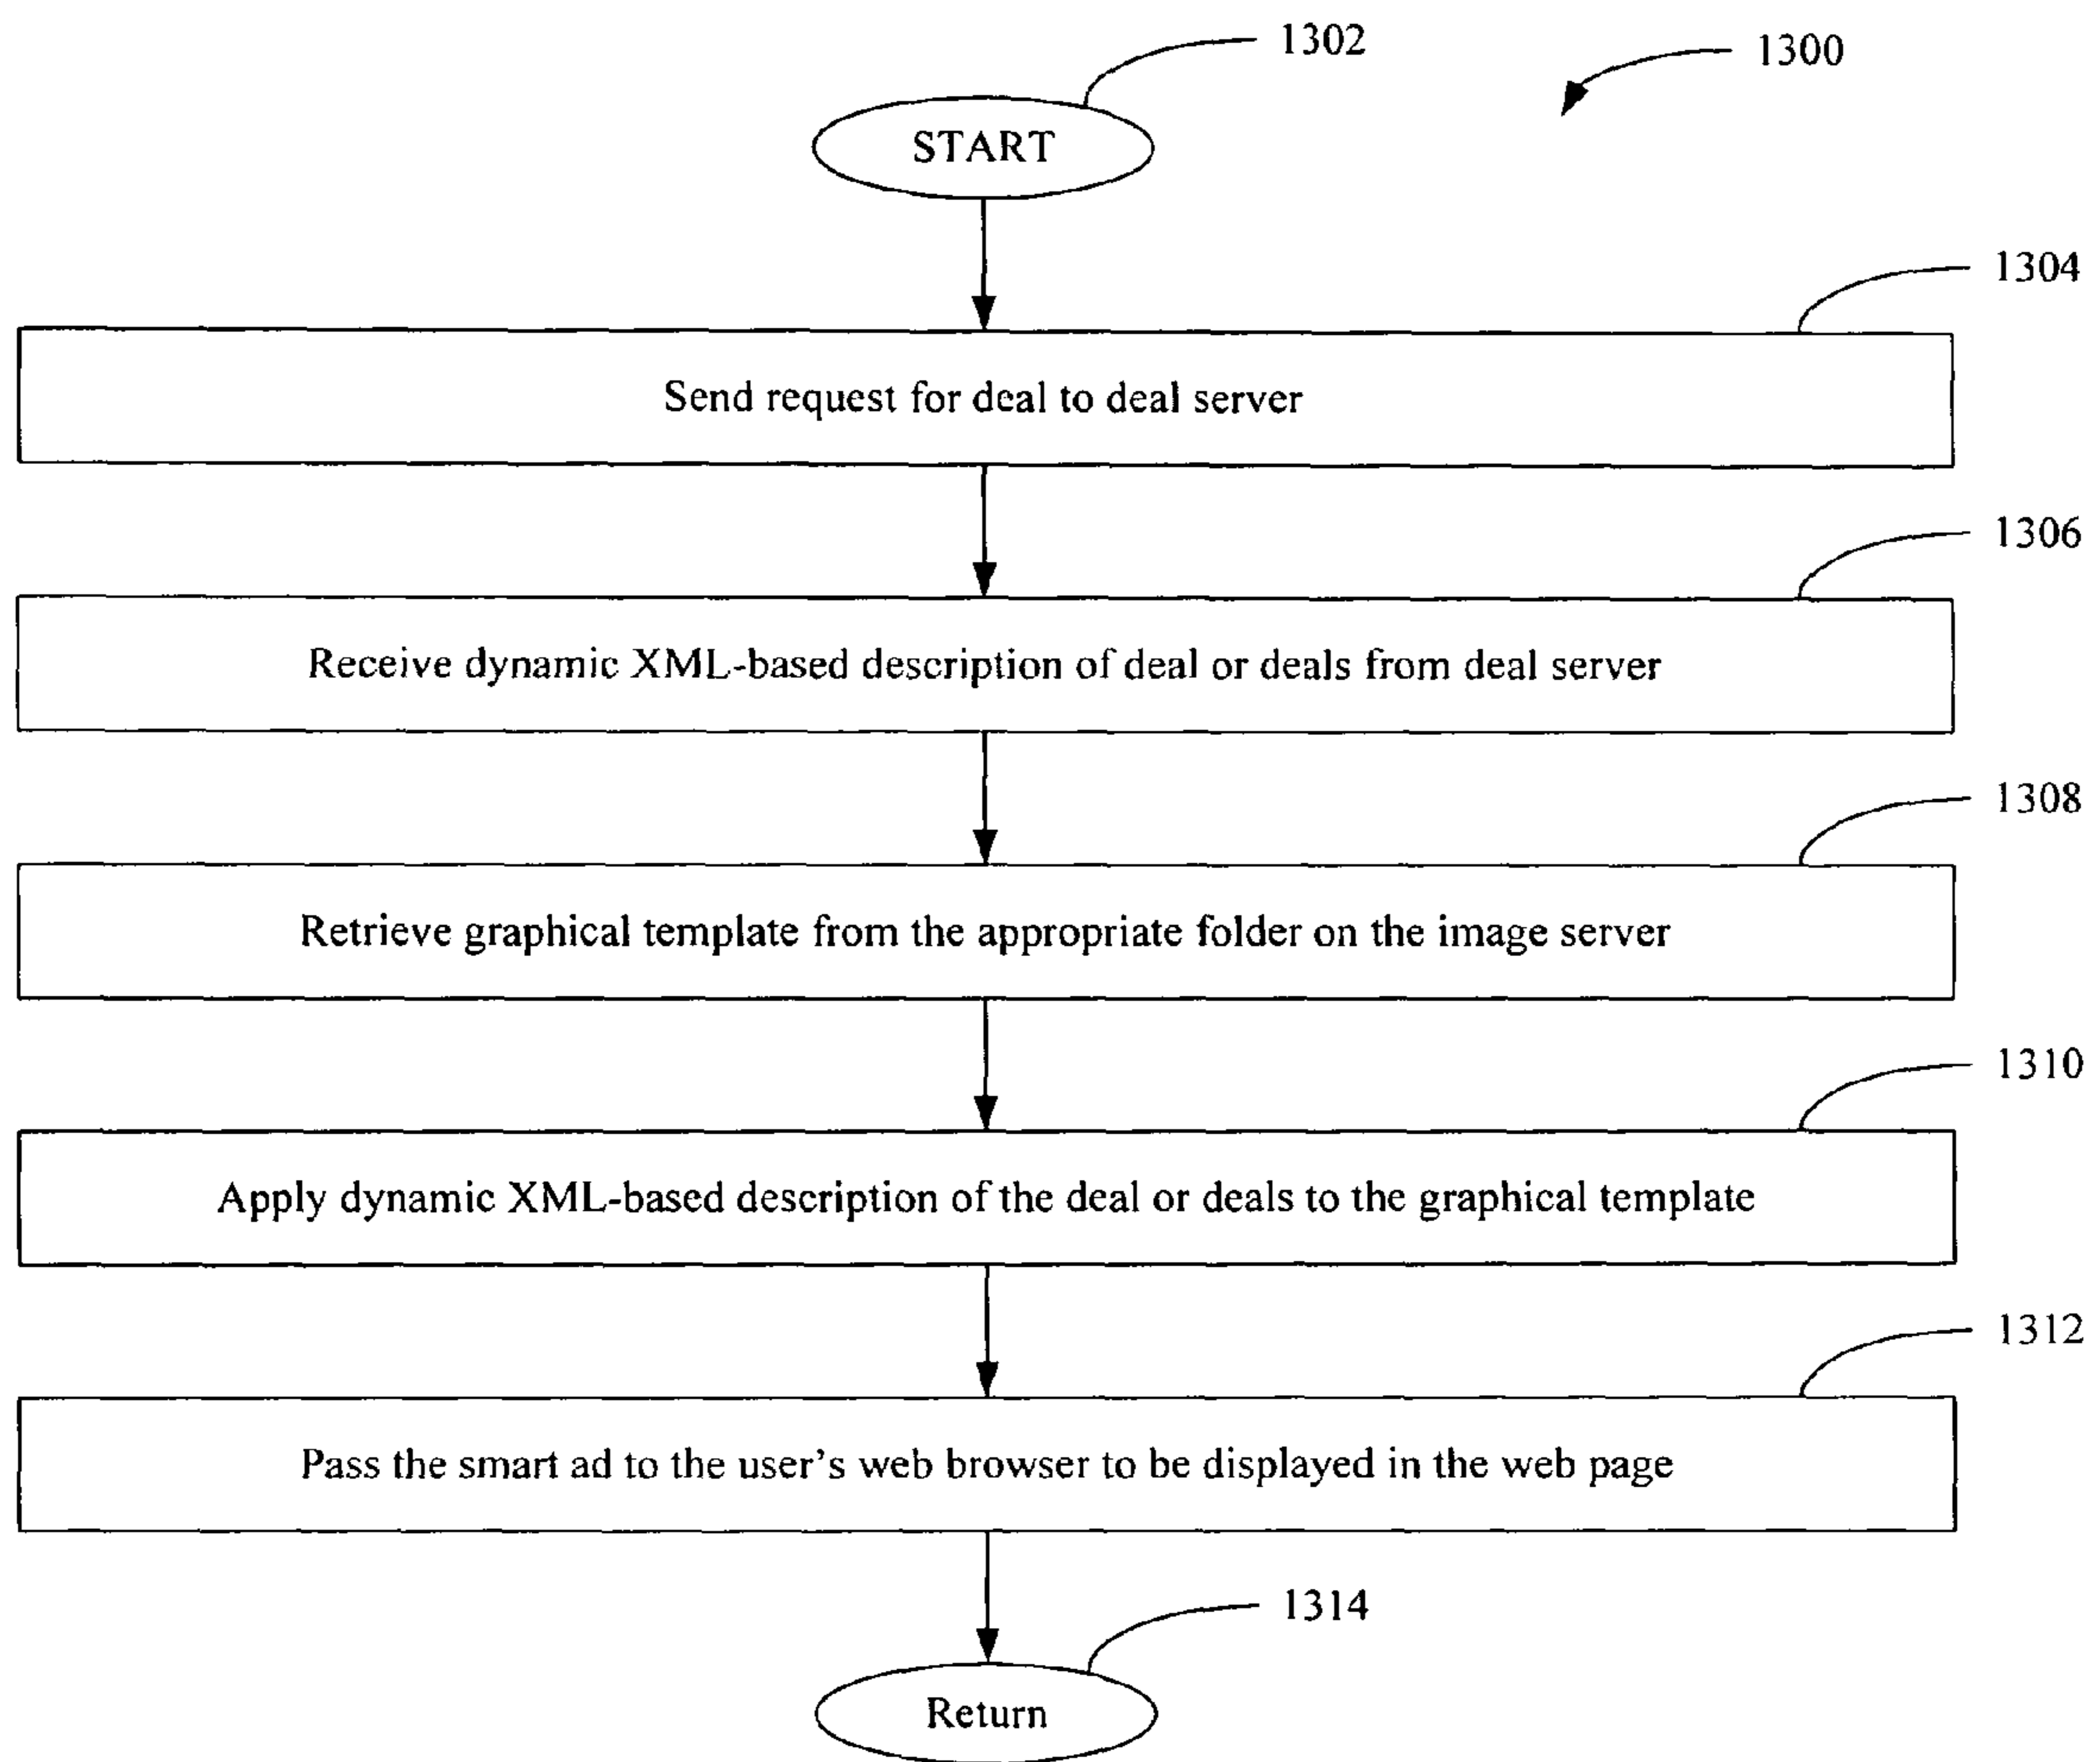 1302
1300
START
1304
Send request for deal to deal server
1306
Receive dynamic XML-based description of deal or deals from deal server
1308
Retrieve graphical template from the appropriate folder on the image server
1310
Apply dynamic XML-based description of the deal or deals to the graphical template
1312
Pass the smart ad to the user’s web browser to be displayed in the web page
1314
Return